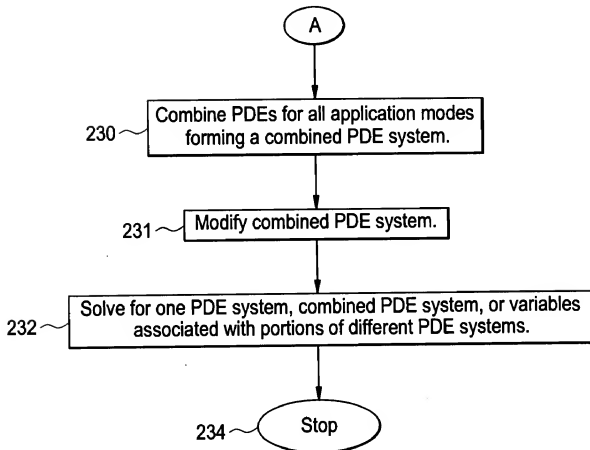 A
230
Combine PDEs for all application modes
forming a combined PDE system.
231
Modify combined PDE system.
232
Solve for one PDE system, combined PDE system, or variables
associated with portions of different PDE systems.
234
Stop